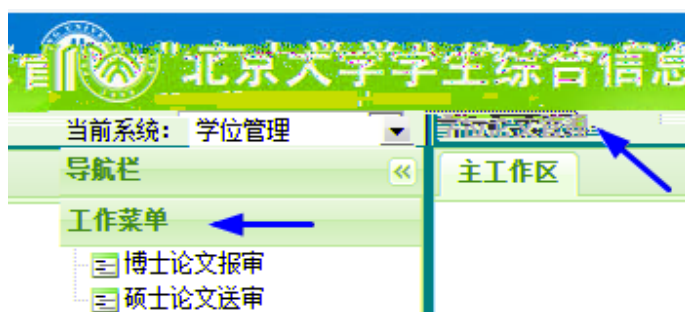 北京大学学生综合信息
当前系统： 学位管理
导航栏
主工作区
工作菜单
博士论文报审
硕士论文送审